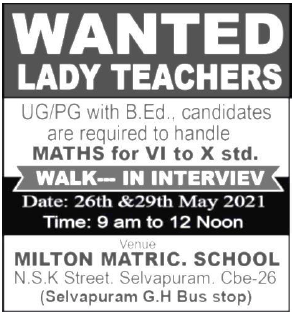 WANTED
LADY TEACHERS
UG/PG with B.Ed., candidates
are required to handle
MATHS for VI to X std.
WALK--- IN INTERVIEV
Date: 26th &29th May 2021
Time: 9 am to 12 Noon
Venue
MILTON MATRIC. SCHOOL
N.S.K Street. Selvapuram. Cbe-26
(Selvapuram G.H Bus stop)